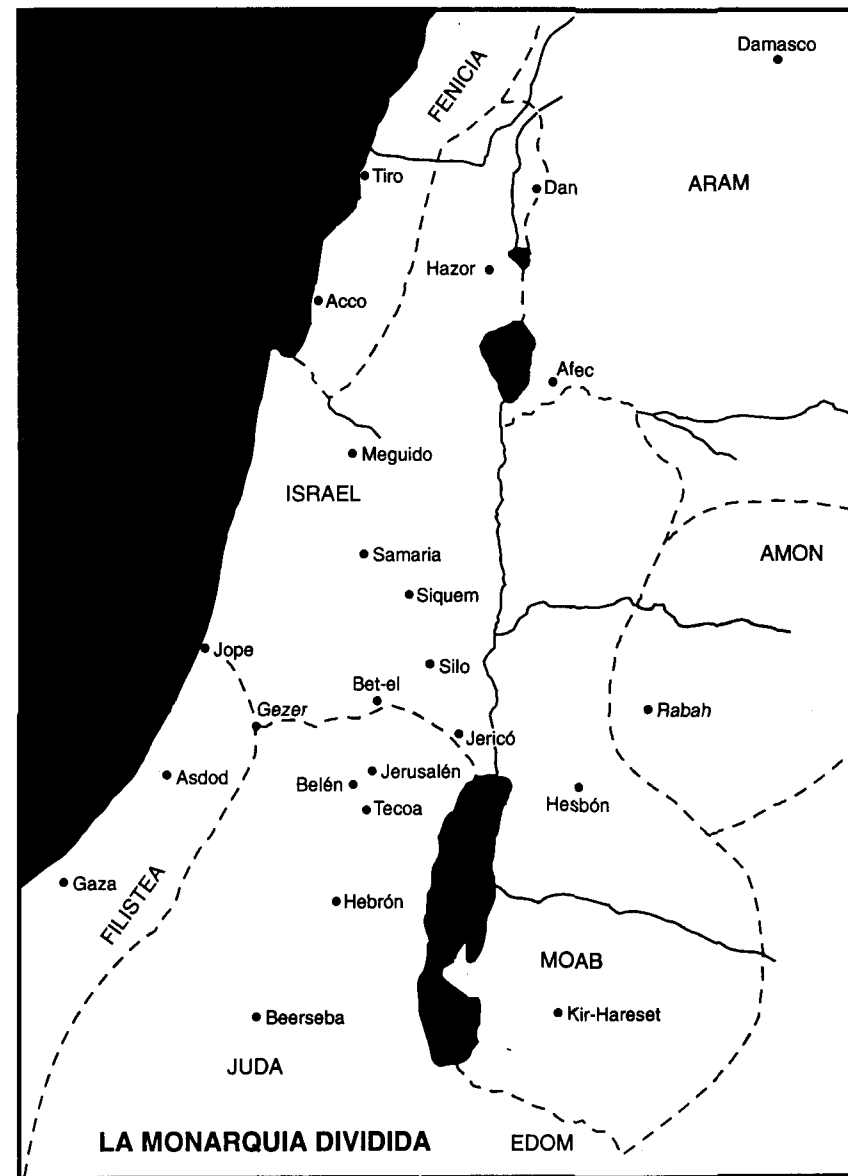 Damasco
FENICIA
Tiro
Dan
ARAM
Hazor
Acco
Afec
Meguido
ISRAEL
Samaria
AMON
Siquem
Jope
Silo
Bet-el
Gezer
Rabah
Jericó
Asdod
Jerusalén
Belén
Hesbón
Tecoa
Gaza
FILISTEA
Hebrón
MOAB
Beerseba
Kir-Hareset
JUDA
LA MONARQUIA DIVIDIDA
EDOM